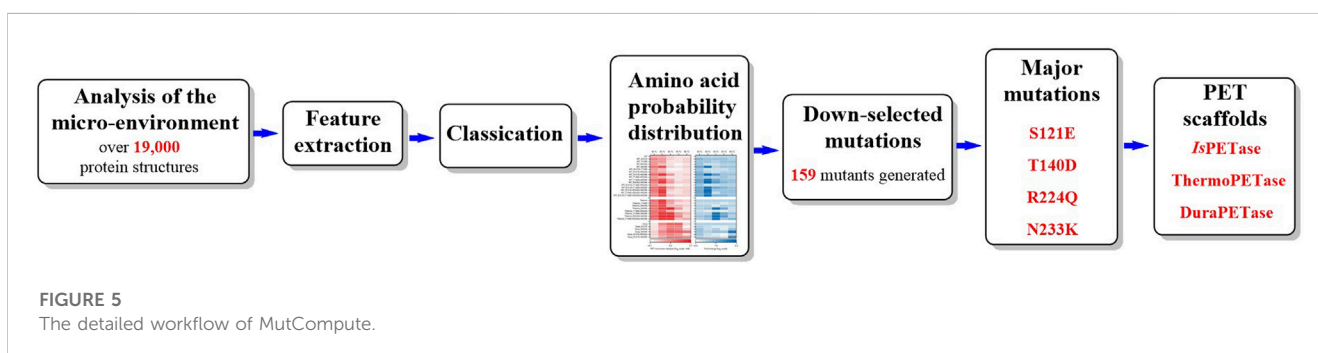 Analysis of the
micro-environment
over 19,000
protein structures
Feature
extraction
Classication
Amino acid
probability
distribution
Down-selected
mutations
159 mutants generated
Major
mutations
S121E
T140D
R224Q
N233K
PET
scaffolds
IsPETase
ThermoPETase
DuraPETase
FIGURE 5
The detailed workflow of MutCompute.